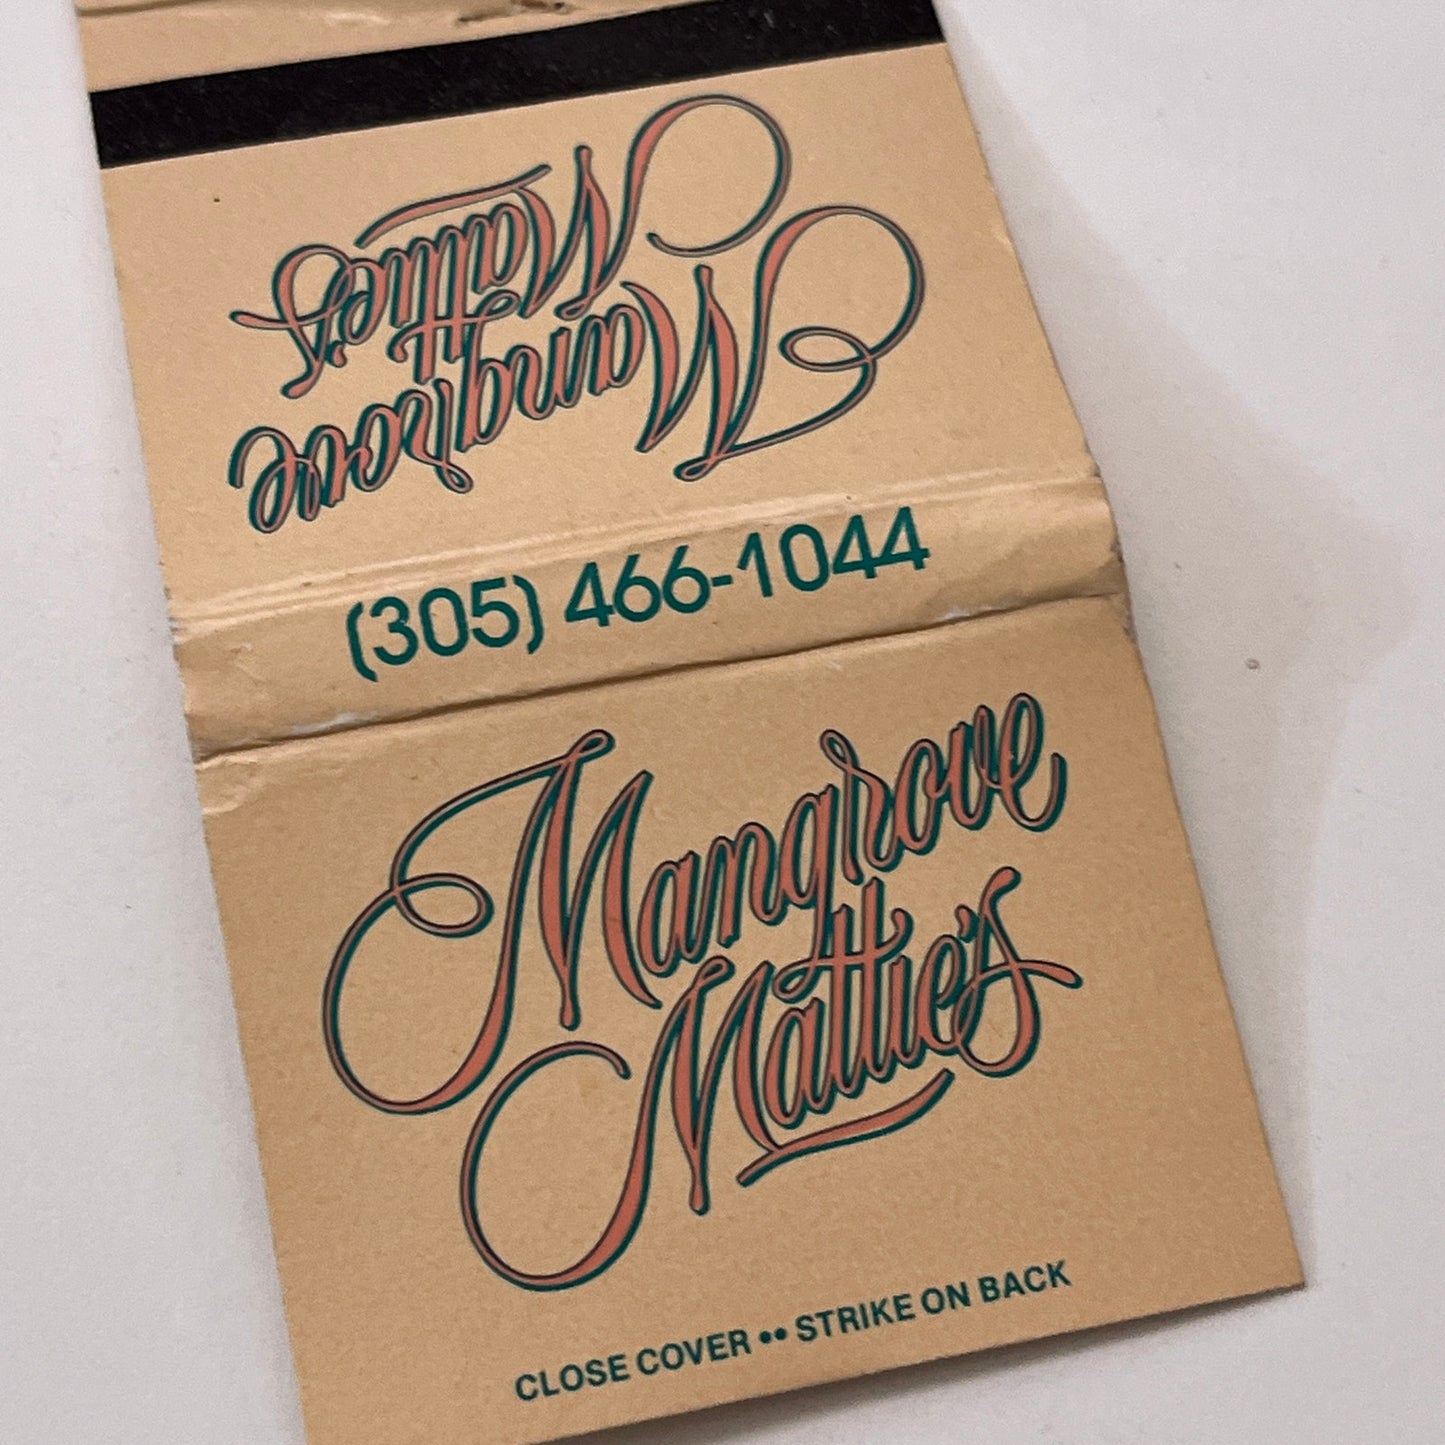 Mangrove
Mattie's
(305) 466-1044
Mangrove
Mattie's
CLOSE COVER •• STRIKE ON BACK